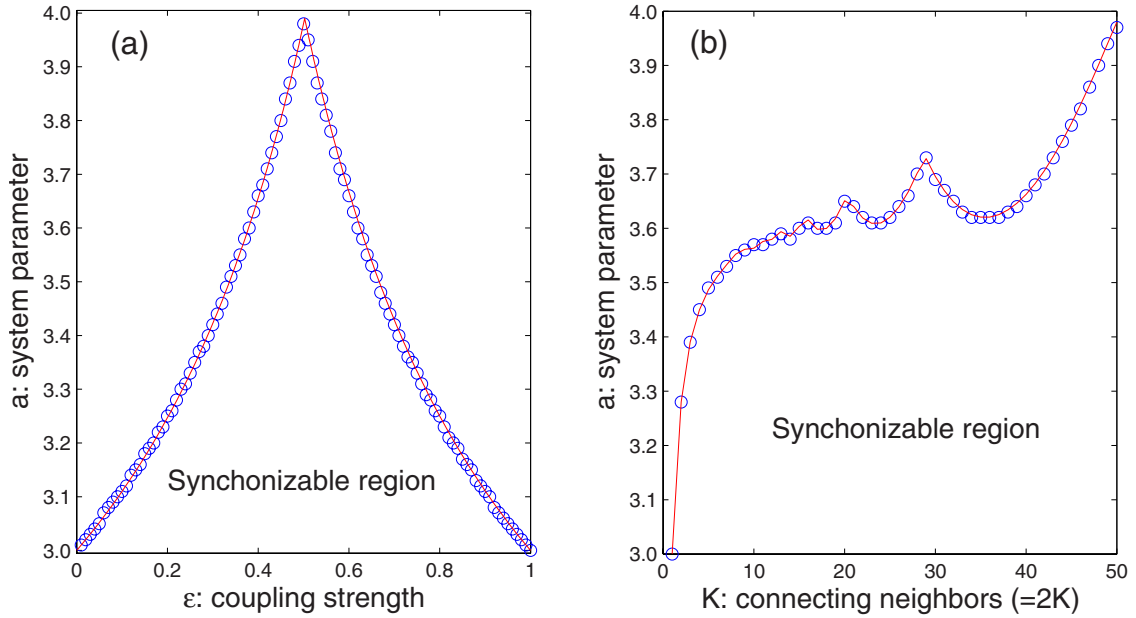 (a)
4.0
3.9
3.8
3.7
3.6
3.5
3.4
3.3
3.2
3.1
3.0
a: system parameter
Synchonizable region
0 0.2 0.4 0.6 0.8 1
ε: coupling strength
(b)
4.0
3.9
3.8
3.7
3.6
3.5
3.4
3.3
3.2
3.1
3.0
a: system parameter
Synchonizable region
0 10 20 30 40 50
K: connecting neighbors (=2K)